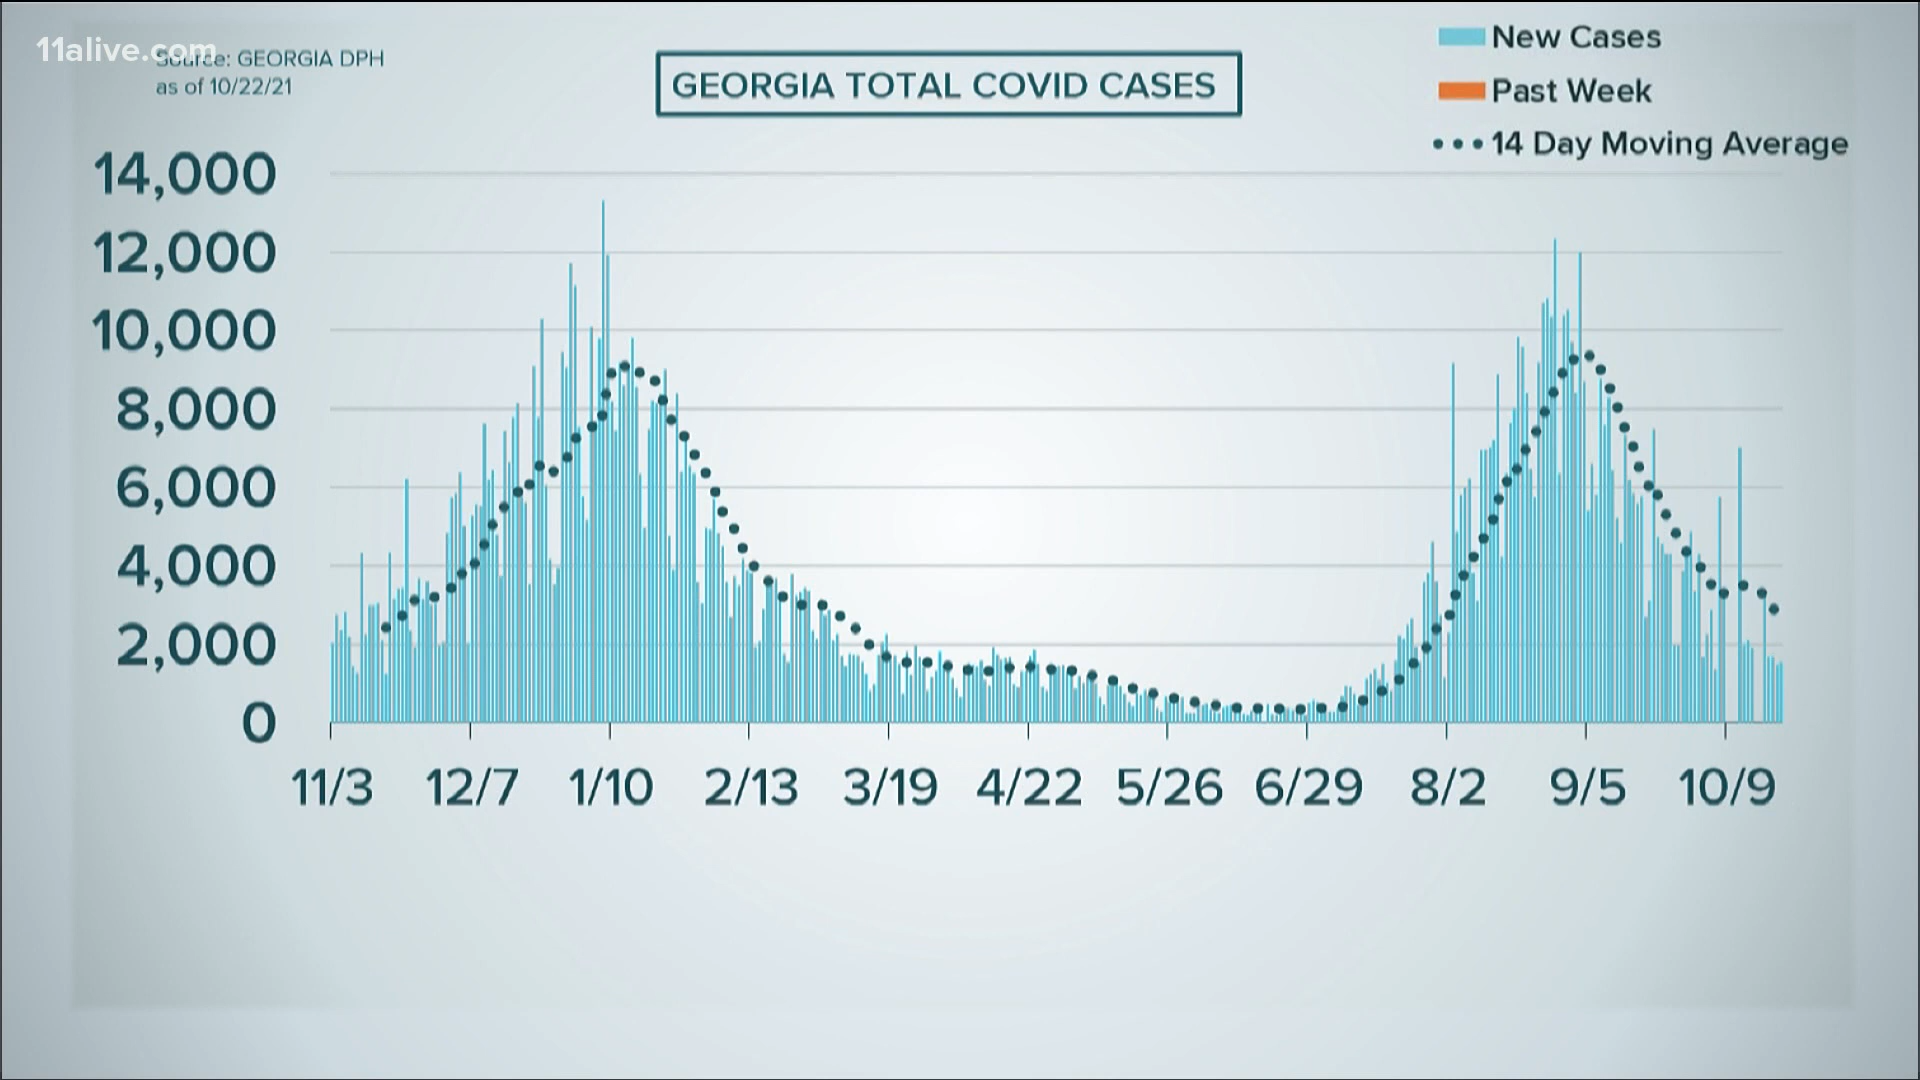 11alive.com
Source: GEORGIA DPH
as of 10/22/21
GEORGIA TOTAL COVID CASES
New Cases
Past Week
14 Day Moving Average
14,000
12,000
10,000
8,000
6,000
4,000
2,000
0
11/3 12/7 1/10 2/13 3/19 4/22 5/26 6/29 8/2 9/5 10/9